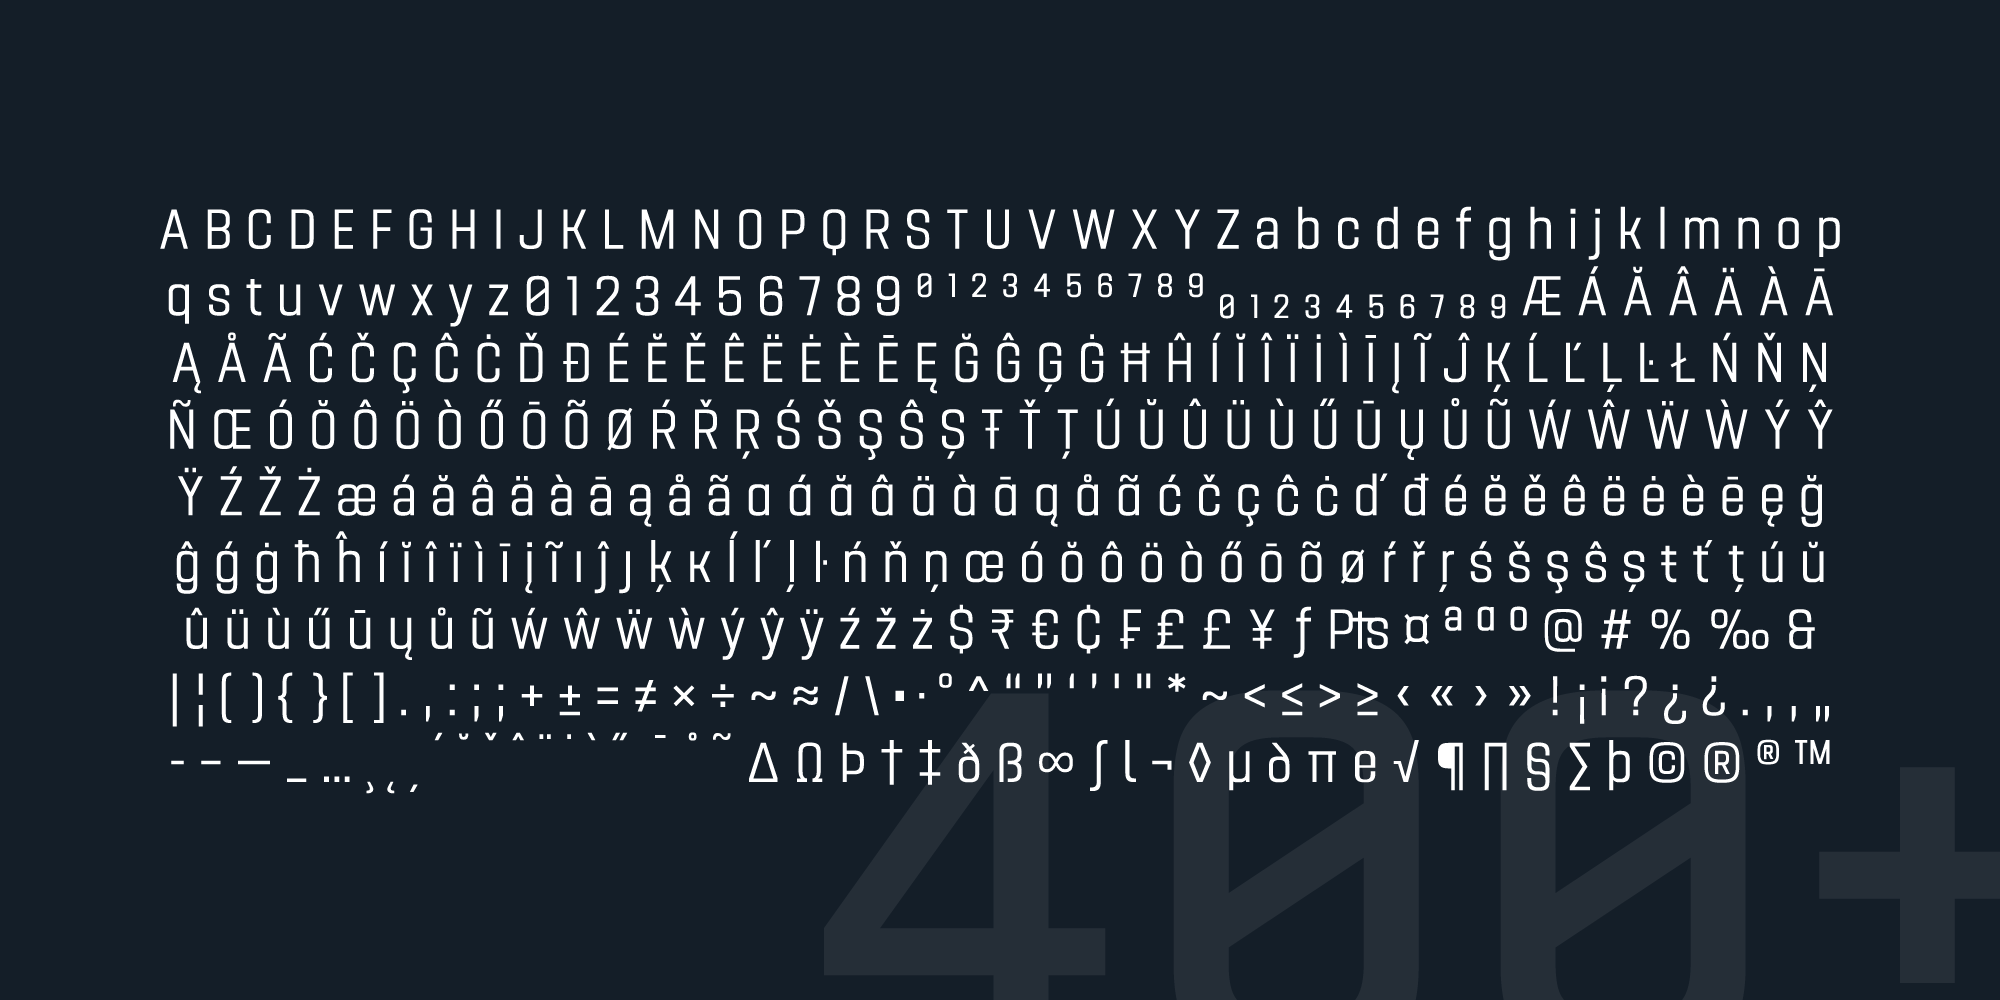 A B C D E F G H I J K L M N O P Q R S T U V W X Y Z a b c d e f g h i j k l m n o p
q s t u v w x y z 0 1 2 3 4 5 6 7 8 9 ⁰ ¹ ² ³ ⁴ ⁵ ⁶ ⁷ ⁸ ⁹ ₀ ₁ ₂ ₃ ₄ ₅ ₆ ₇ ₈ ₉ Æ Á Ă Â Ä À Ā
Ą Å Ã Ć Č Ç Ĉ Ċ Ď Đ É Ĕ Ě Ê Ë Ė È Ē Ę Ğ Ĝ Ģ Ġ Ħ Ĥ Í Ĭ Î Ï İ Ì Ī Į Ĩ Ĵ Ķ Ĺ Ľ Ļ Ŀ Ł Ń Ň Ņ
Ñ Œ Ó Ŏ Ô Ö Ò Ő Ō Õ Ø Ŕ Ř Ŗ Ś Š Ş Ŝ Ș Ŧ Ť Ț Ú Ŭ Û Ü Ù Ű Ū Ų Ů Ũ Ẃ Ŵ Ẅ Ẁ Ý Ŷ
Ÿ Ź Ž Ż æ á ă â ä à ā ą å ã ɑ á ă â ä à ā ą å ã ć č ç ĉ ċ ď đ é ĕ ě ê ë ė è ē ę ğ
ĝ ģ ġ ħ ĥ í ĭ î ï ì ī į ĩ ı ĵ ȷ ķ ĸ ĺ ľ ļ ŀ ń ň ņ œ ó ŏ ô ö ò ő ō õ ø ŕ ř ŗ ś š ş ŝ ș ŧ ť ț ú ŭ
û ü ù ű ū ų ů ũ ẃ ŵ ẅ ẁ ý ŷ ÿ ź ž ż $ ₹ € ₵ ₣ ₤ £ ¥ ƒ ₧ ¤ ª ª º @ # % ‰ &
| ¦ ( ) { } [ ] . , : ; ; + ± = ≠ × ÷ ~ ≈ / \ ▪ · ° ^ “ ” ‘ ’ ' " * ~ < ≤ > ≥ ‹ « › » ! ¡ ¡ ? ¿ ¿ . , ‚ „
- – — _ … ¸ ˛ ˏ ´ ˘ ˇ ˆ ¨ ˙ ` ˝ ¯ ˚ ˜ Δ Ω Þ † ‡ ð ß ∞ ∫ ɩ ¬ ◊ µ ∂ π e √ ¶ ∏ § ∑ þ © ® ® ™
400+